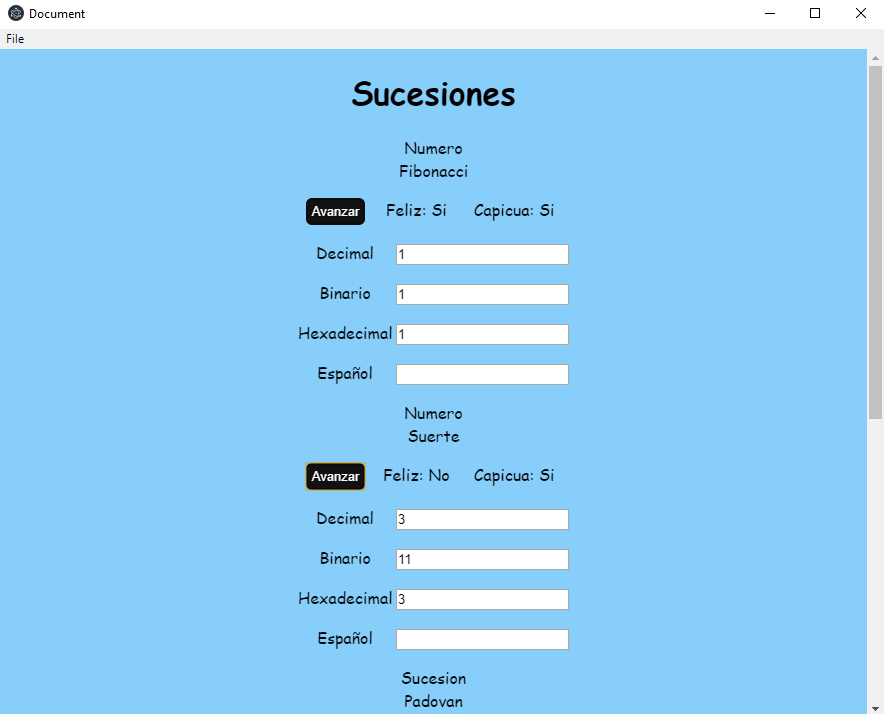 Document
File
Sucesiones
Numero
Fibonacci
Avanzar Feliz: Si Capicua: Si
Decimal 1
Binario 1
Hexadecimal 1
Español
Numero
Suerte
Avanzar Feliz: No Capicua: Si
Decimal 3
Binario 11
Hexadecimal 3
Español
Sucesion
Padovan